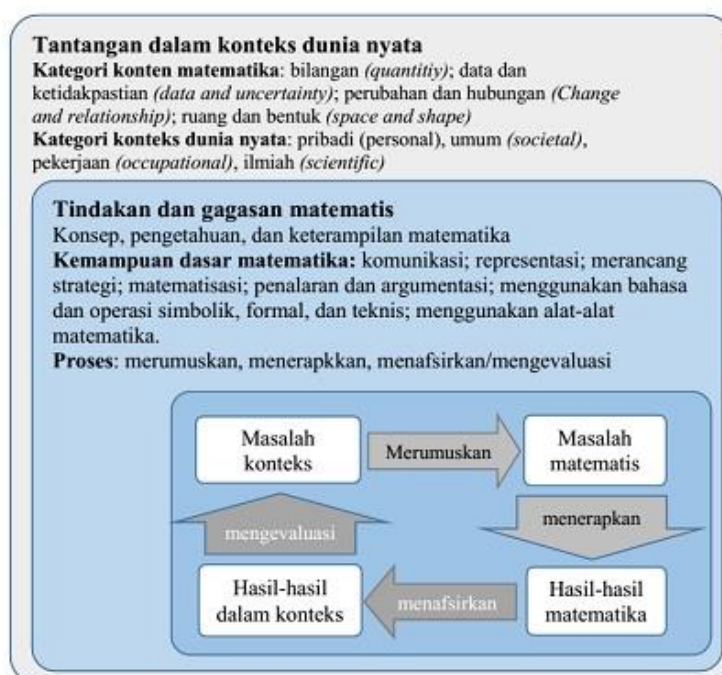 Tantangan dalam konteks dunia nyata
Kategori konten matematika: bilangan (quantitiy); data dan
ketidakpastian (data and uncertainty); perubahan dan hubungan (Change
and relationship); ruang dan bentuk (space and shape)
Kategori konteks dunia nyata: pribadi (personal), umum (societal),
pekerjaan (occupational), ilmiah (scientific)
Tindakan dan gagasan matematis
Konsep, pengetahuan, dan keterampilan matematika
Kemampuan dasar matematika: komunikasi; representasi; merancang
strategi; matematisasi; penalaran dan argumentasi; menggunakan bahasa
dan operasi simbolik, formal, dan teknis; menggunakan alat-alat
matematika.
Proses: merumuskan, menerapkkan, menafsirkan/mengevaluasi
Masalah
konteks
Merumuskan
Masalah
matematis
mengevaluasi
menerapkan
Hasil-hasil
dalam konteks
menafsirkan
Hasil-hasil
matematika